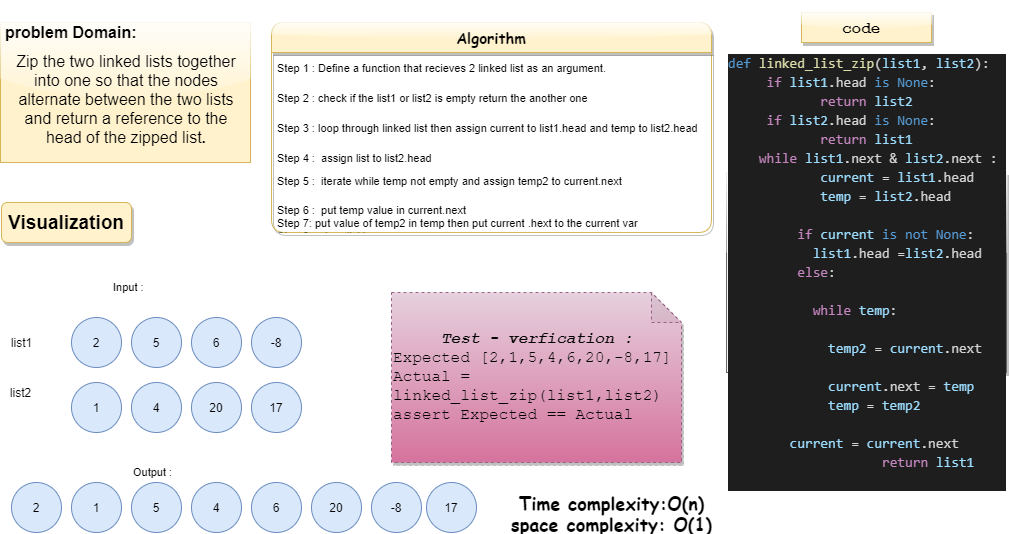 problem Domain:
Zip the two linked lists together
into one so that the nodes
alternate between the two lists
and return a reference to the
head of the zipped list.
Algorithm
Step 1 : Define a function that recieves 2 linked list as an argument.
Step 2 : check if the list1 or list2 is empty return the another one
Step 3 : loop through linked list then assign current to list1.head and temp to list2.head
Step 4 : assign list to list2.head
Step 5 : iterate while temp not empty and assign temp2 to current.next
Step 6 : put temp value in current.next
Step 7: put value of temp2 in temp then put current .hext to the current var
code
def linked_list_zip(list1, list2):
if list1.head is None:
return list2
if list2.head is None:
return list1
while list1.next & list2.next :
current = list1.head
temp = list2.head
if current is not None:
list1.head =list2.head
else:
while temp:
temp2 = current.next
current.next = temp
temp = temp2
current = current.next
return list1
Visualization
Input :
list1
2 5 6 -8
list2
1 4 20 17
Output :
2 1 5 4 6 20 -8 17
Test - verfication :
Expected [2,1,5,4,6,20,-8,17]
Actual =
linked_list_zip(list1,list2)
assert Expected == Actual
Time complexity:O(n)
space complexity: O(1)